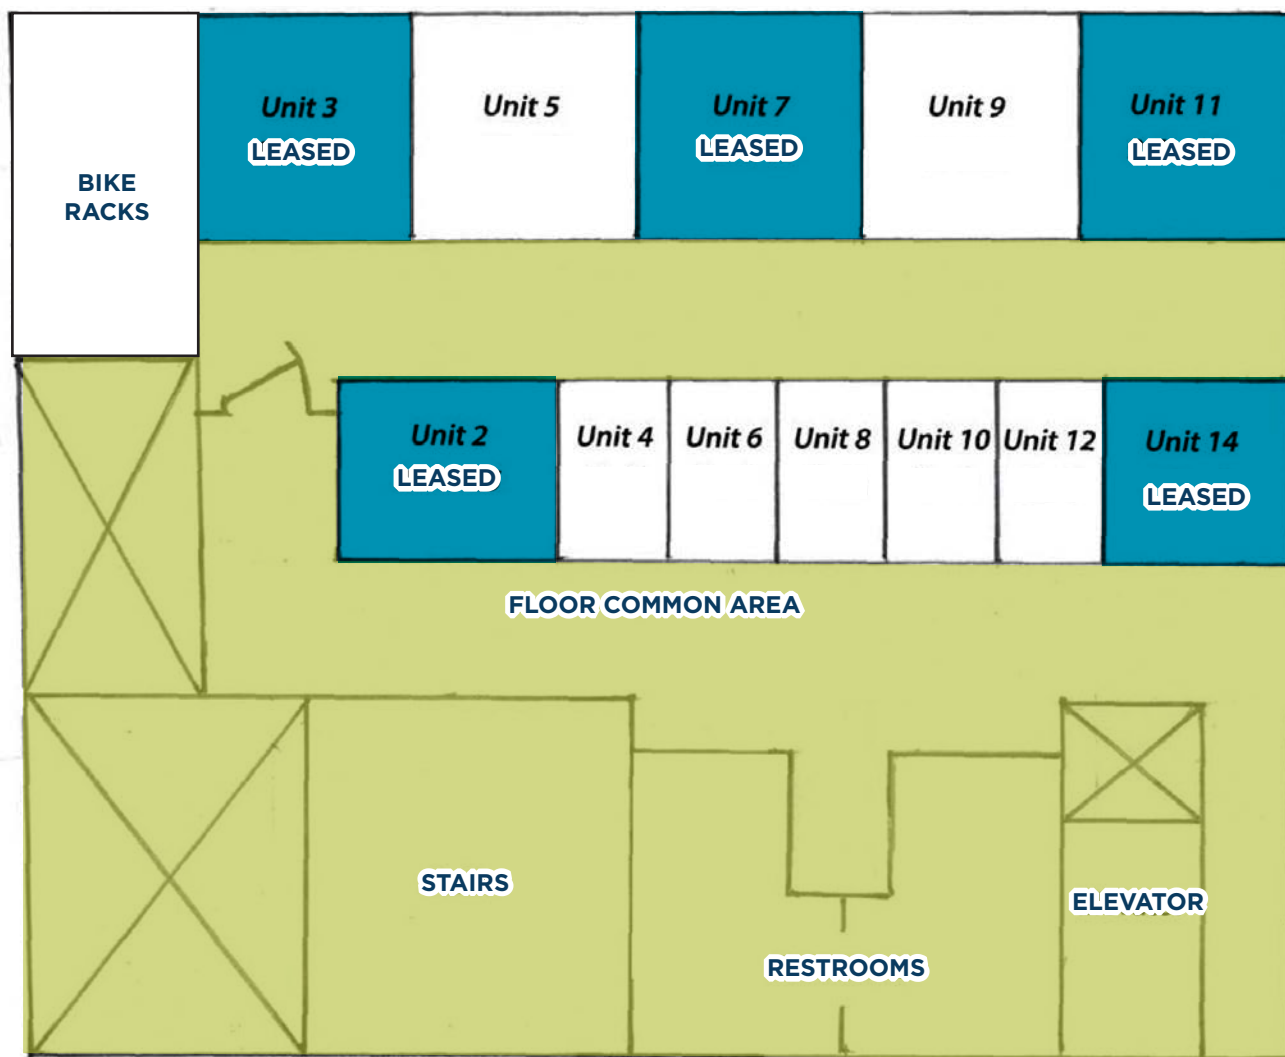 Unit 3
LEASED
Unit 5
Unit 7
LEASED
Unit 9
Unit 11
LEASED
BIKE
RACKS
Unit 2
LEASED
Unit 4
Unit 6
Unit 8
Unit 10
Unit 12
Unit 14
LEASED
FLOOR COMMON AREA
STAIRS
RESTROOMS
ELEVATOR